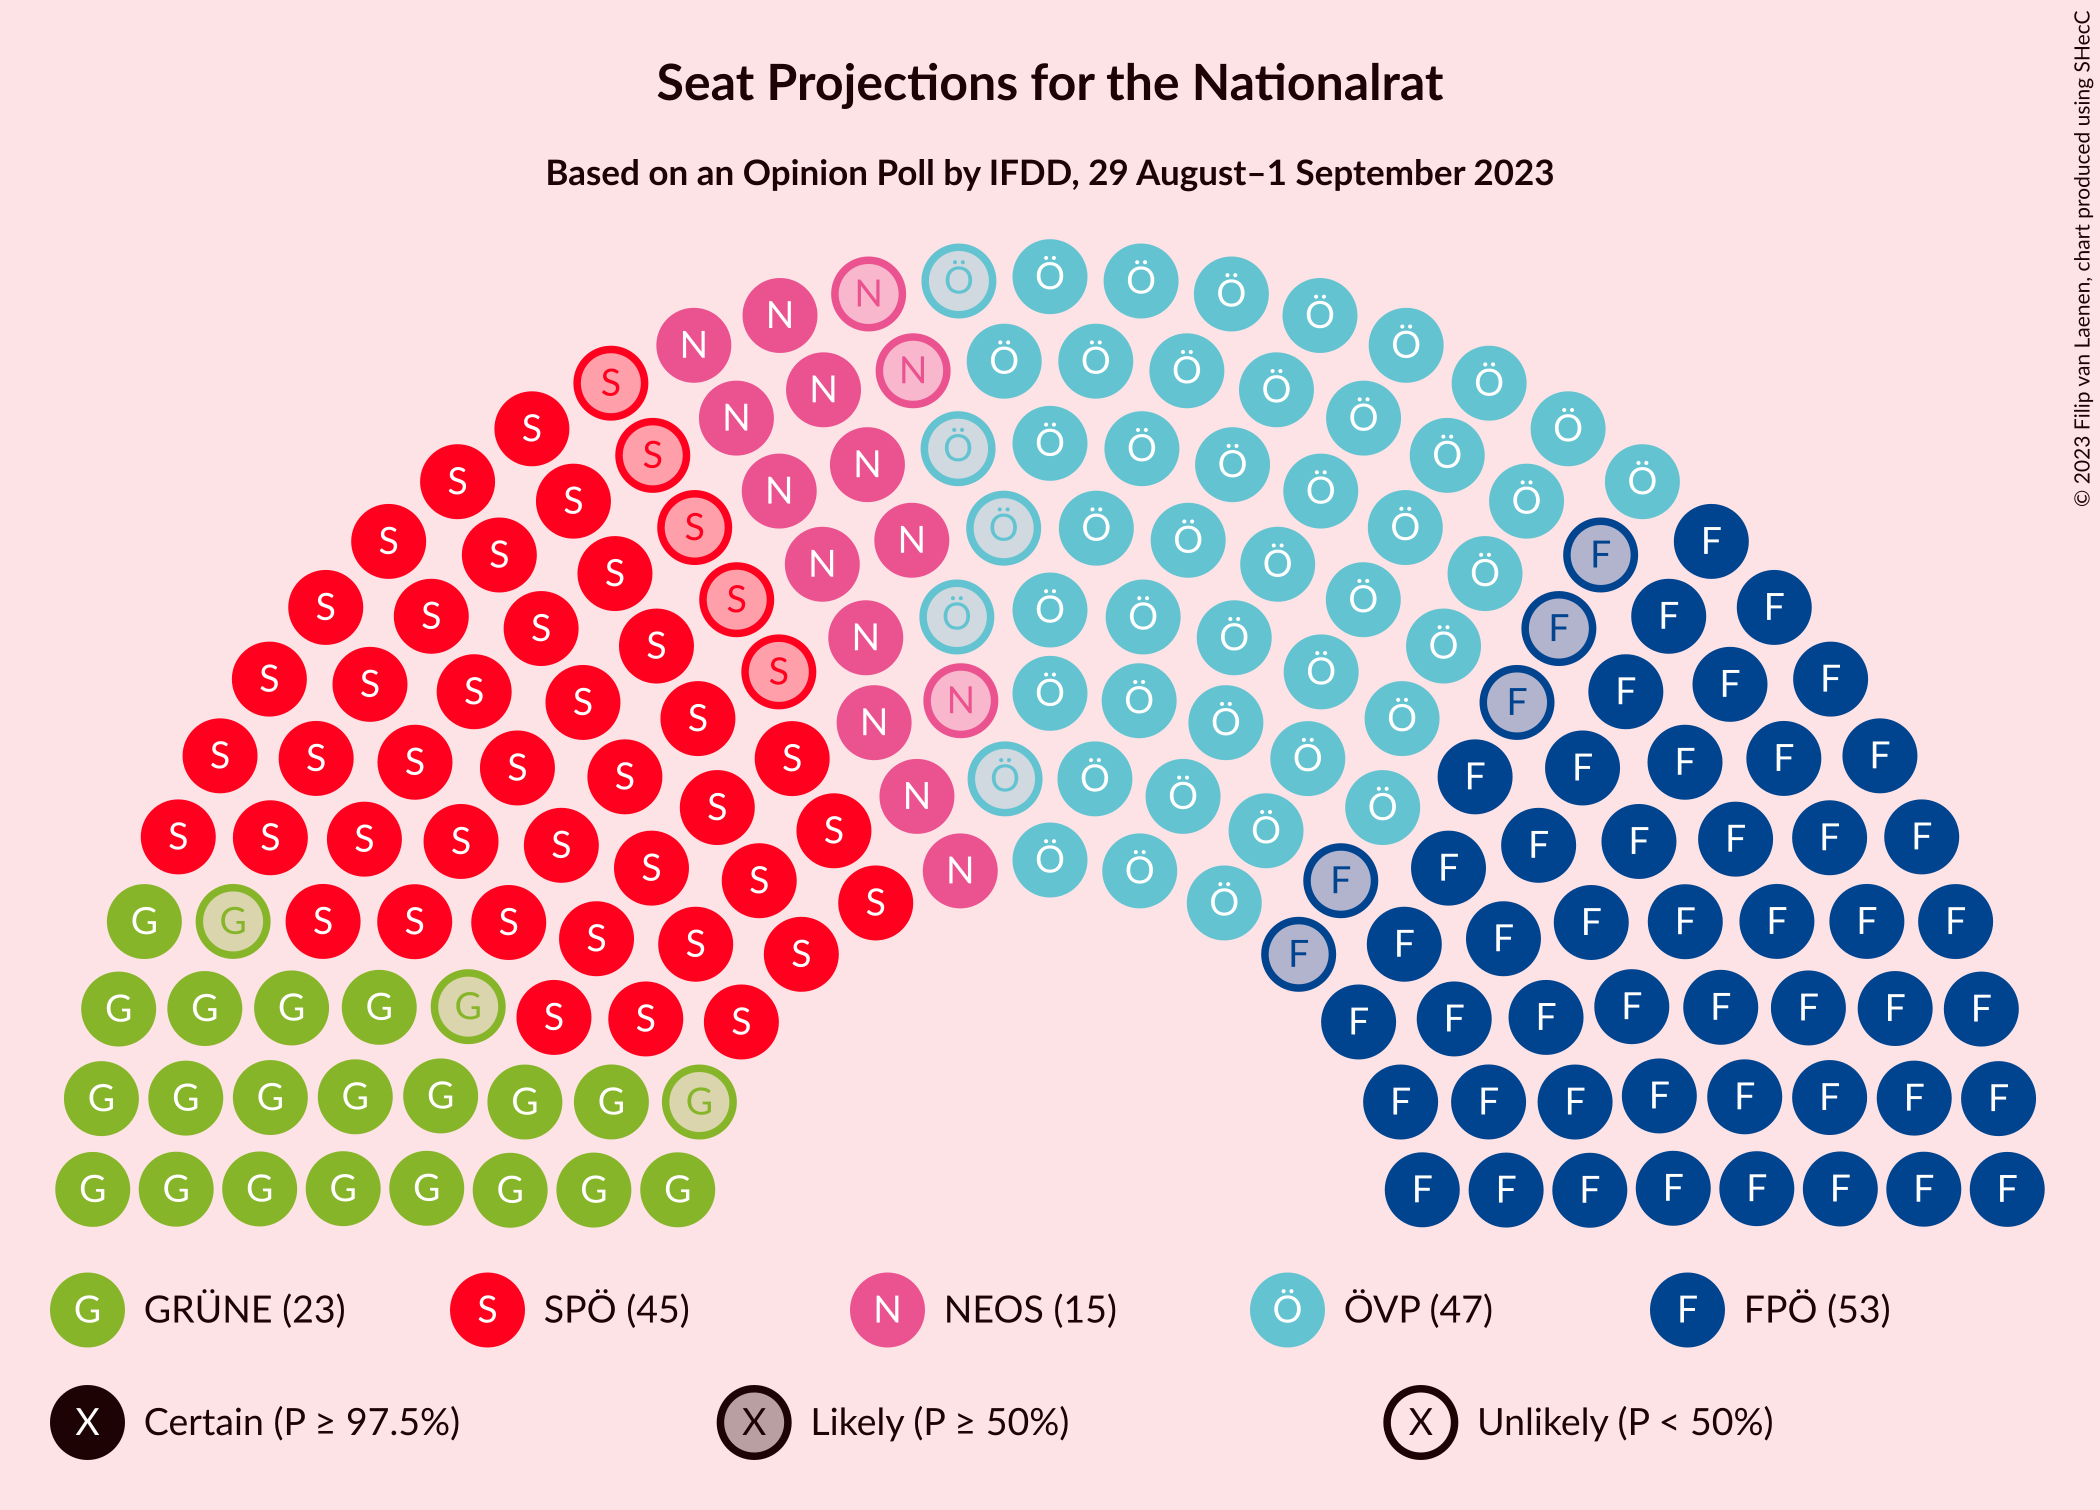 Seat Projections for the Nationalrat
Based on an Opinion Poll by IFDD, 29 August–1 September 2023
© 2023 Filip van Laenen, chart produced using SHecC
Ö Ö Ö Ö Ö Ö Ö Ö Ö
N N N
S S S S S S S S S
G G G G
F F F F F F F F F
G GRÜNE (23) S SPÖ (45) N NEOS (15) Ö ÖVP (47) F FPÖ (53)
X Certain (P ≥ 97.5%) X Likely (P ≥ 50%) X Unlikely (P < 50%)